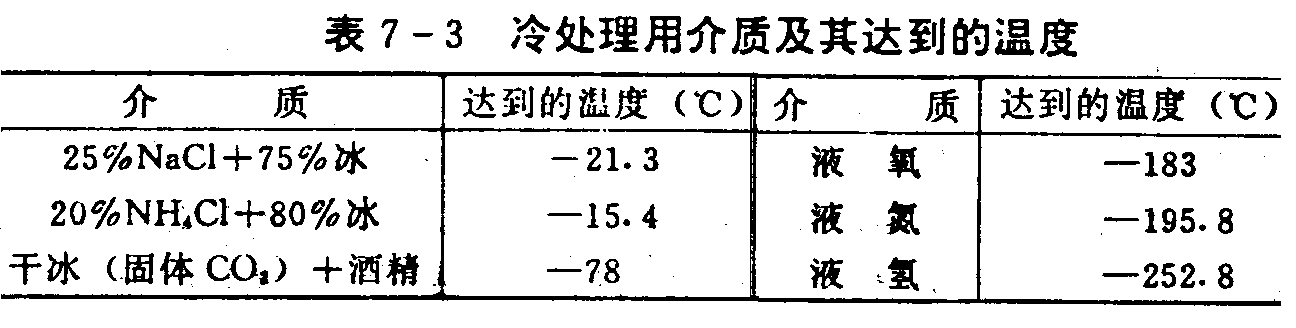 表 7-3 冷处理用介质及其达到的温度
介 质 达到的温度(℃) 介 质 达到的温度(℃)
25%NaCl+75%冰 -21.3 液 氧 -183
20%NH₄Cl+80%冰 -15.4 液 氮 -195.8
干冰(固体 CO₂)+酒精 -78 液 氢 -252.8